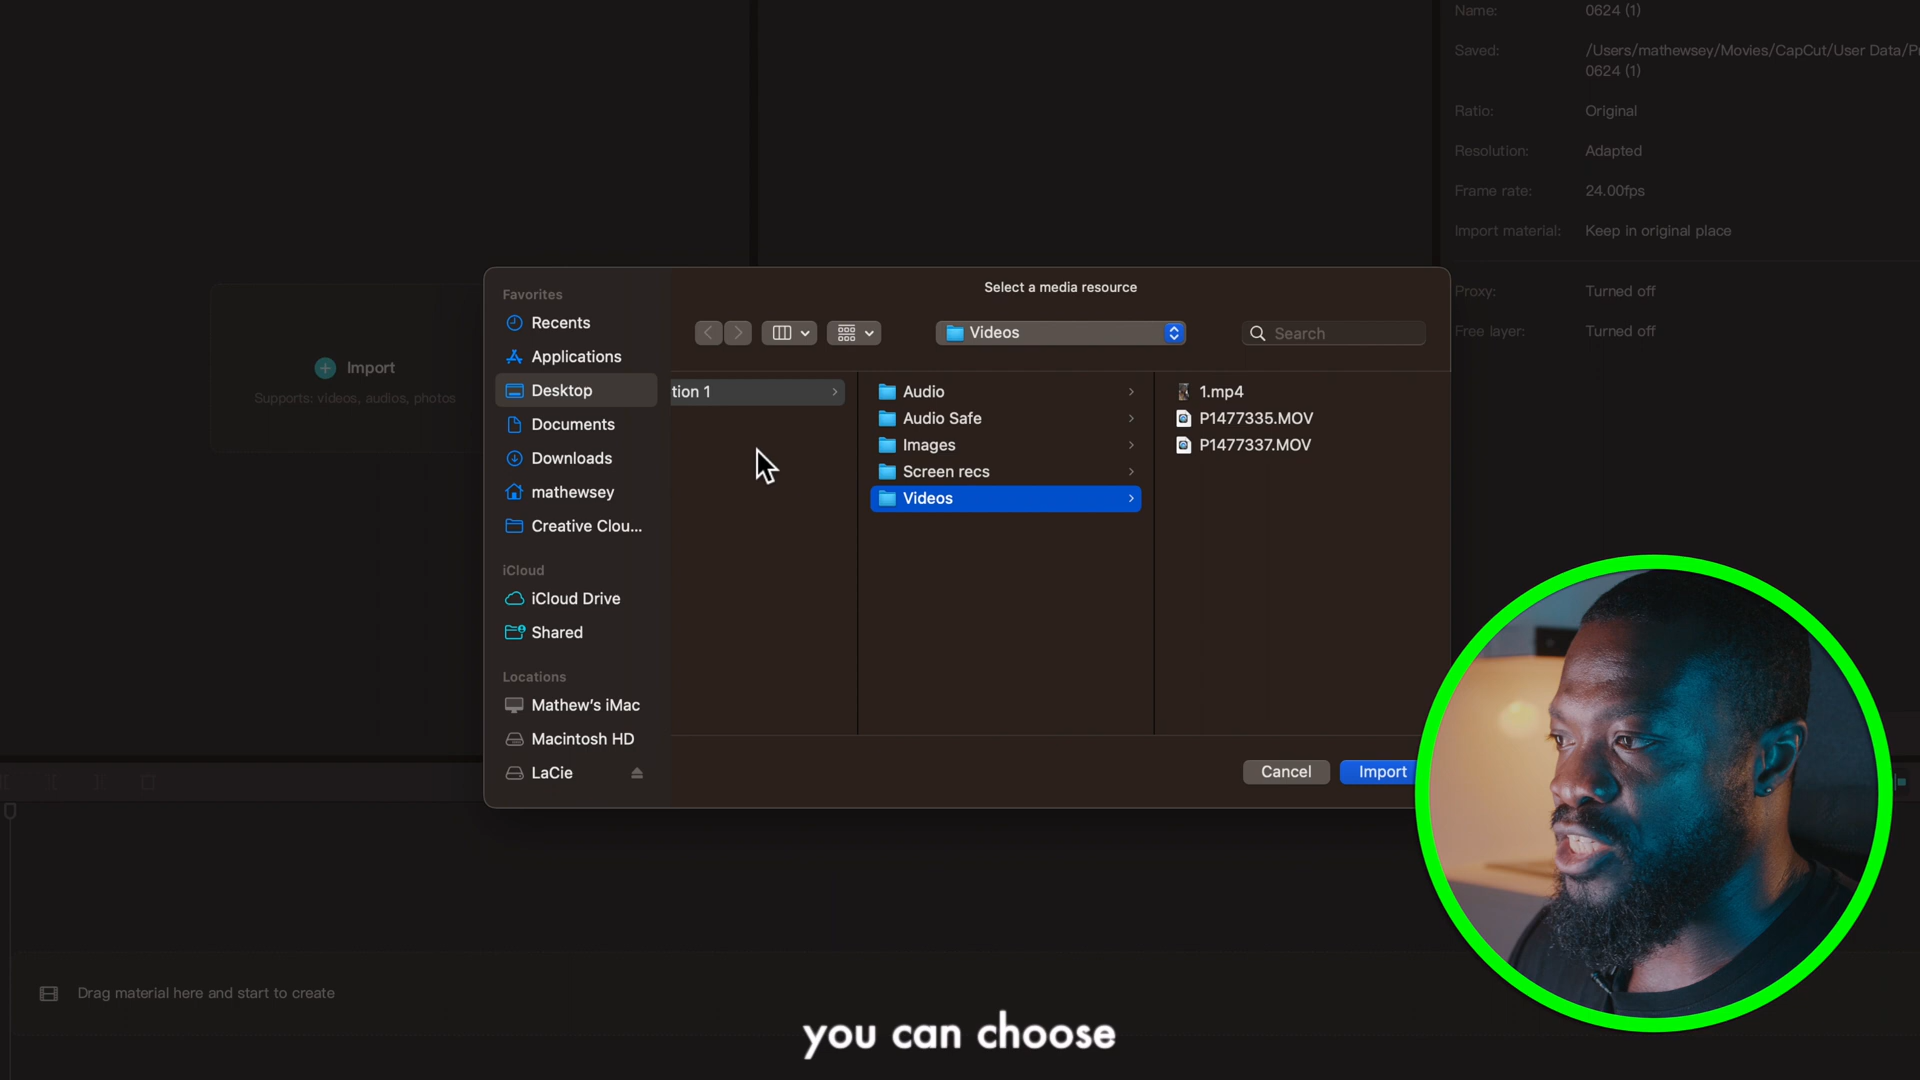 Name: 0624 (1)
Saved: /Users/mathewsey/Movies/CapCut/User Data/
0624 (1)
Ratio: Original
Resolution: Adapted
Frame rate: 24.00fps
Import material: Keep in original place
Proxy: Turned off
Free layer: Turned off
Import
Supports: videos, audios, photos
Select a media resource
Favorites
Recents
Applications
Desktop
Documents
Downloads
mathewsey
Creative Clou...
iCloud
iCloud Drive
Shared
Locations
Mathew's iMac
Macintosh HD
LaCie
Videos
Search
tion 1
Audio
Audio Safe
Images
Screen recs
Videos
1.mp4
P1477335.MOV
P1477337.MOV
Cancel
Import
Drag material here and start to create
you can choose